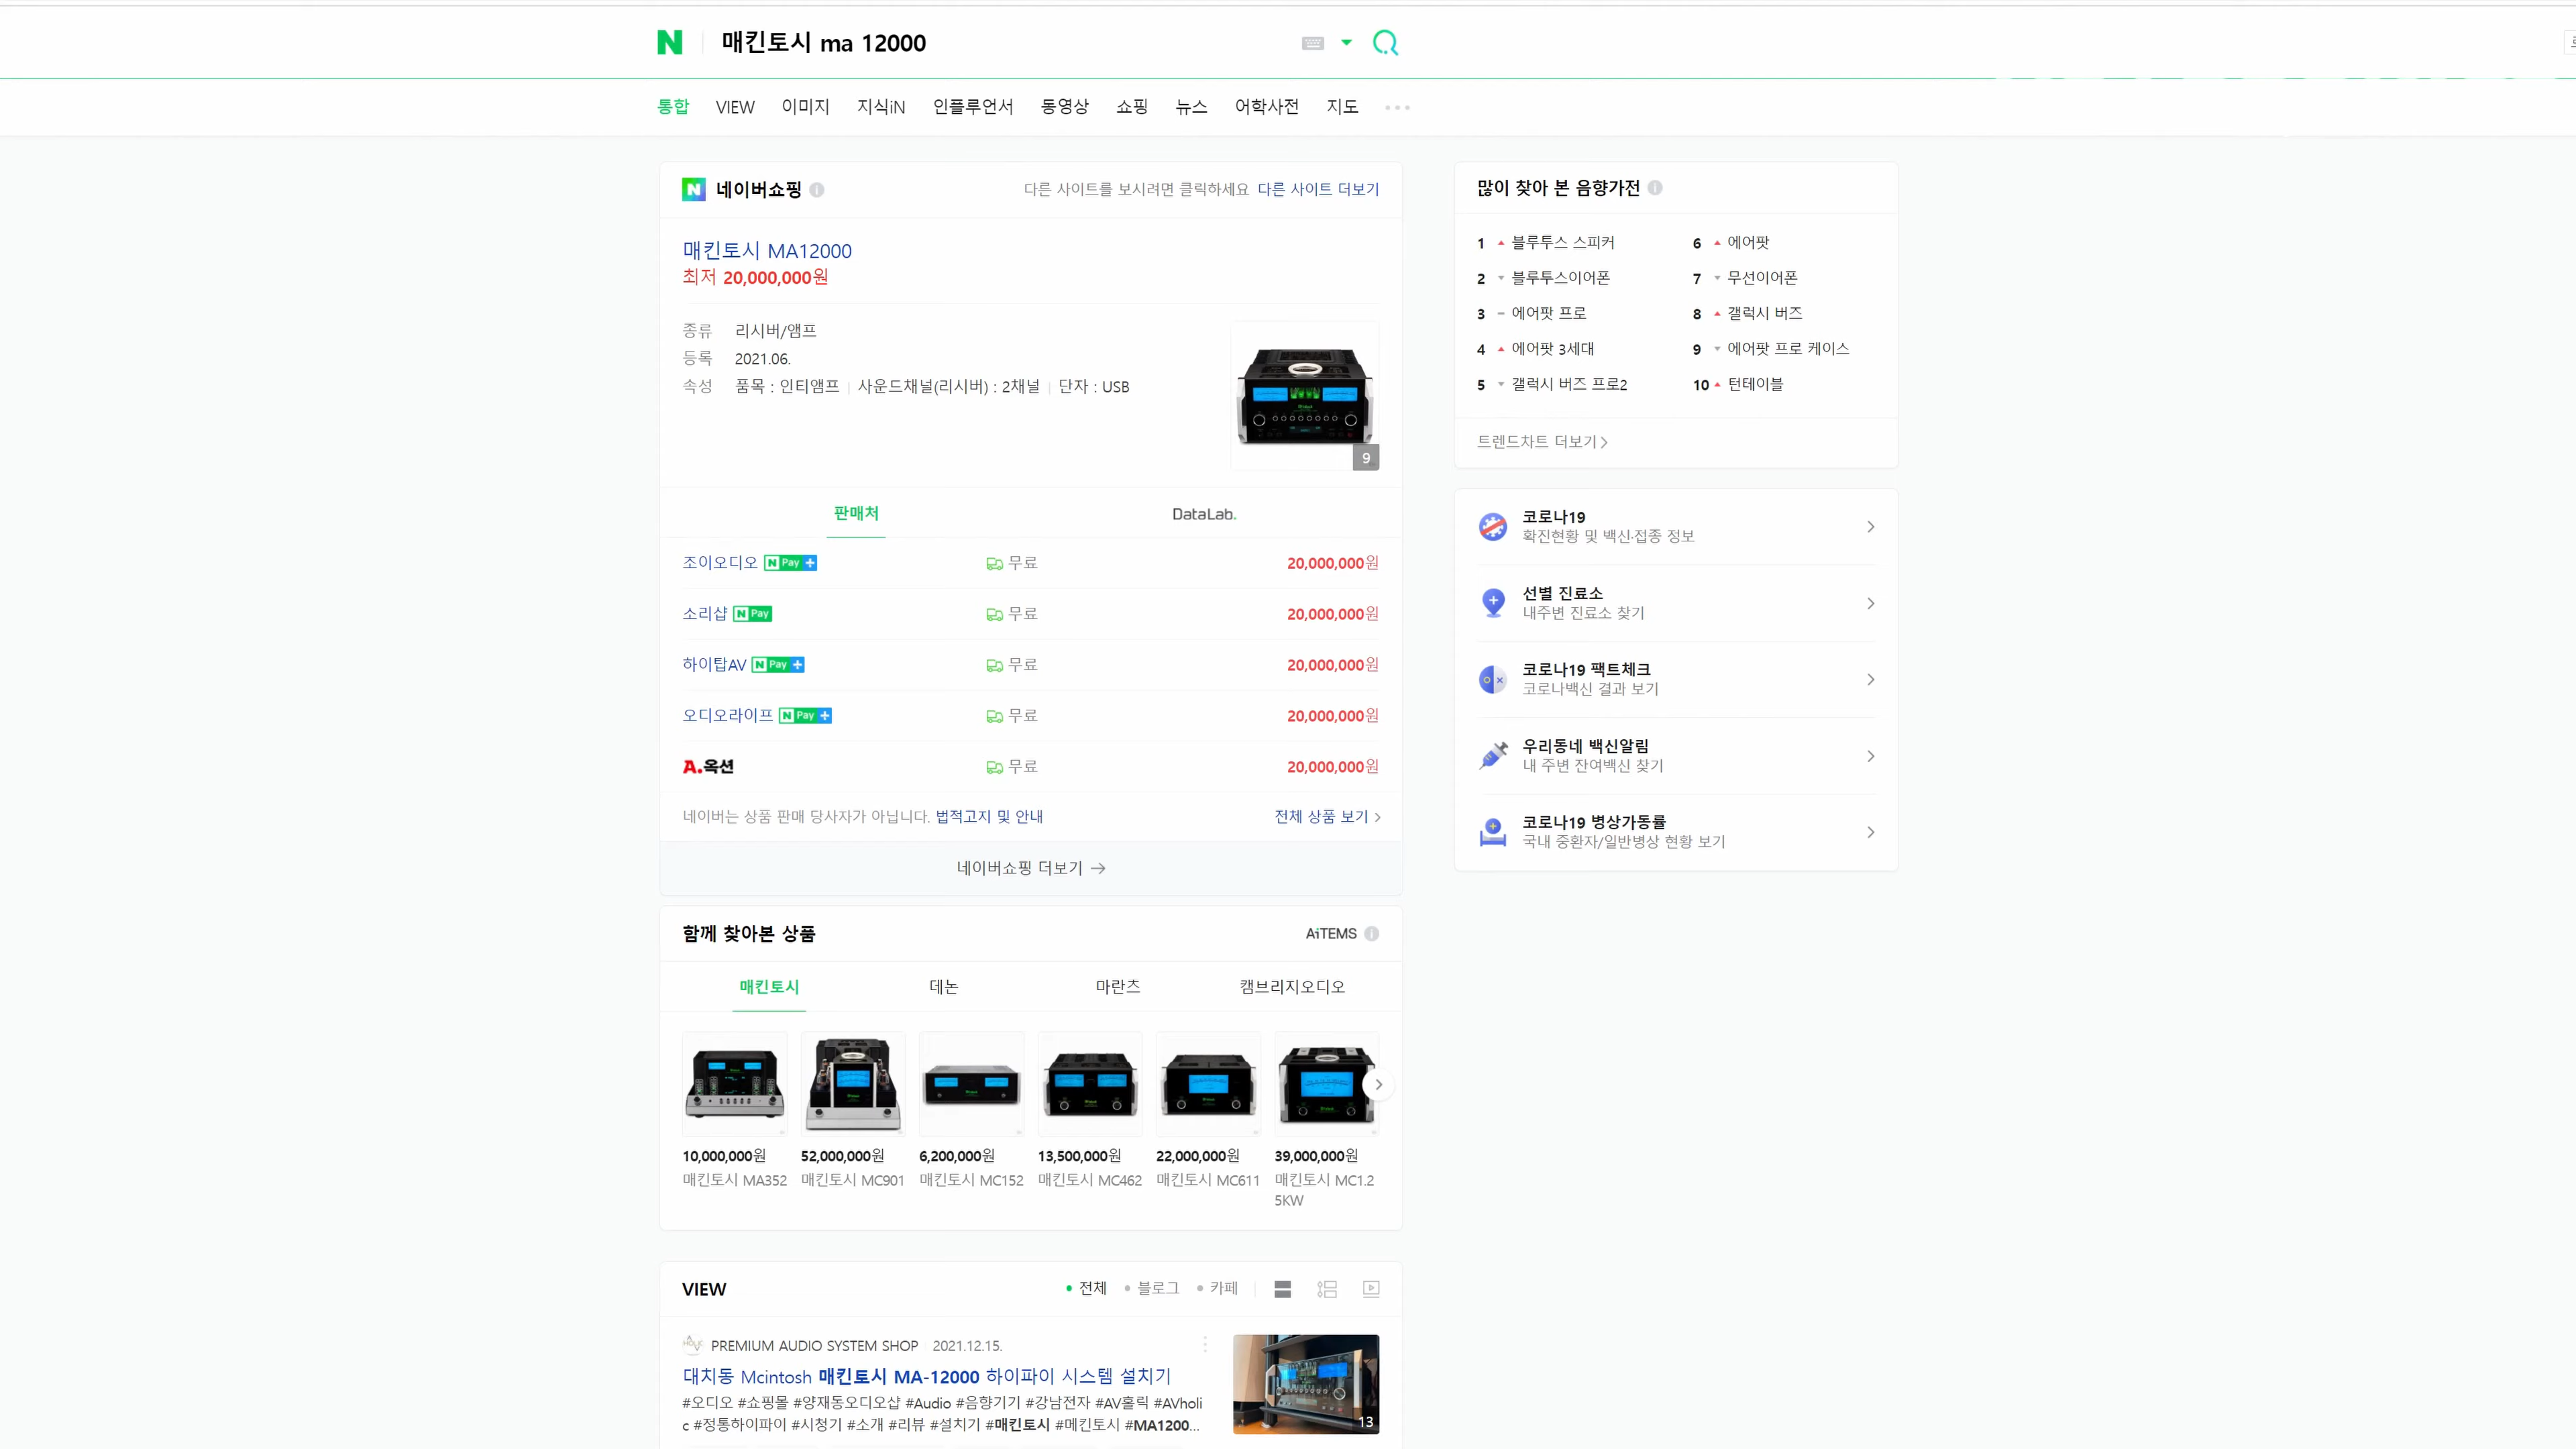 N 매킨토시 ma 12000
통합 VIEW 이미지 지식iN 인플루언서 동영상 쇼핑 뉴스 어학사전 지도
N 네이버쇼핑
다른 사이트를 보시려면 클릭하세요 다른 사이트 더보기
매킨토시 MA12000
최저 20,000,000원
종류 리시버/앰프
등록 2021.06.
속성 품목 : 인티앰프 | 사운드채널(리시버) : 2채널 | 단자 : USB
9
판매처 DataLab.
조이오디오 N Pay + 무료 20,000,000원
소리샵 N Pay 무료 20,000,000원
하이탑AV N Pay + 무료 20,000,000원
오디오라이프 N Pay + 무료 20,000,000원
A.옥션 무료 20,000,000원
네이버는 상품 판매 당사자가 아닙니다. 법적고지 및 안내 전체 상품 보기 >
네이버쇼핑 더보기 →
함께 찾아본 상품 AiTEMS
매킨토시 데논 마란츠 캠브리지오디오
10,000,000원 52,000,000원 6,200,000원 13,500,000원 22,000,000원 39,000,000원
매킨토시 MA352 매킨토시 MC901 매킨토시 MC152 매킨토시 MC462 매킨토시 MC611 매킨토시 MC1.2
5KW
VIEW 전체 블로그 카페
PREMIUM AUDIO SYSTEM SHOP 2021.12.15.
대치동 Mcintosh 매킨토시 MA-12000 하이파이 시스템 설치기
#오디오 #쇼핑몰 #양재동오디오샵 #Audio #음향기기 #강남전자 #AV홀릭 #AVholi
c #정통하이파이 #시청기 #소개 #리뷰 #설치기 #매킨토시 #메킨토시 #MA1200...
13
많이 찾아 본 음향가전
1 블루투스 스피커
2 블루투스이어폰
3 에어팟 프로
4 에어팟 3세대
5 갤럭시 버즈 프로2
6 에어팟
7 무선이어폰
8 갤럭시 버즈
9 에어팟 프로 케이스
10 턴테이블
트렌드차트 더보기 >
코로나19
확진현황 및 백신·접종 정보
선별 진료소
내주변 진료소 찾기
코로나19 팩트체크
코로나백신 결과 보기
우리동네 백신알림
내 주변 잔여백신 찾기
코로나19 병상가동률
국내 중환자/일반병상 현황 보기